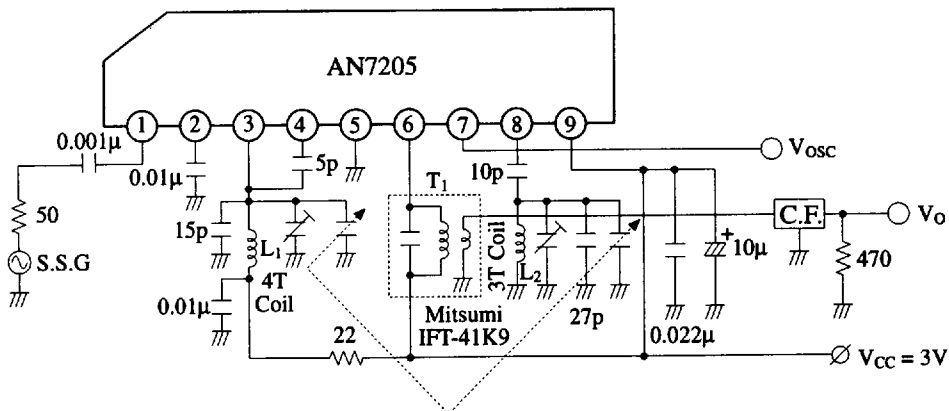 AN7205
1 2 3 4 5 6 7 8 9
0.001μ
0.01μ
5p
10p
VOSC
T1
50
15p
L1
4T
Coil
3T Coil
L2
C.F.
VO
+
10μ
470
S.S.G
0.01μ
27p
0.022μ
Mitsumi
IFT-41K9
22
VCC = 3V